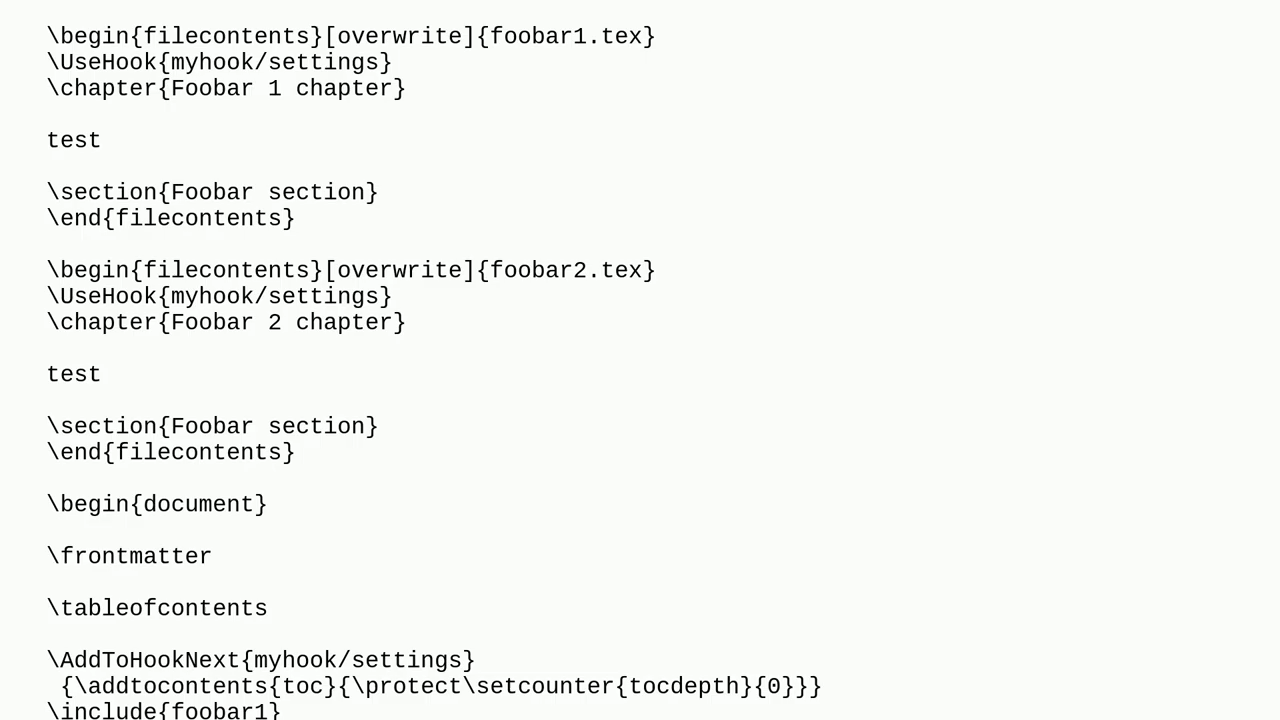 \begin{filecontents}[overwrite]{foobar1.tex}
\UseHook{myhook/settings}
\chapter{Foobar 1 chapter}
test
\section{Foobar section}
\end{filecontents}
\begin{filecontents}[overwrite]{foobar2.tex}
\UseHook{myhook/settings}
\chapter{Foobar 2 chapter}
test
\section{Foobar section}
\end{filecontents}
\begin{document}
\frontmatter
\tableofcontents
\AddToHookNext{myhook/settings}
{\addtocontents{toc}{\protect\setcounter{tocdepth}{0}}}
\include{foobar1}